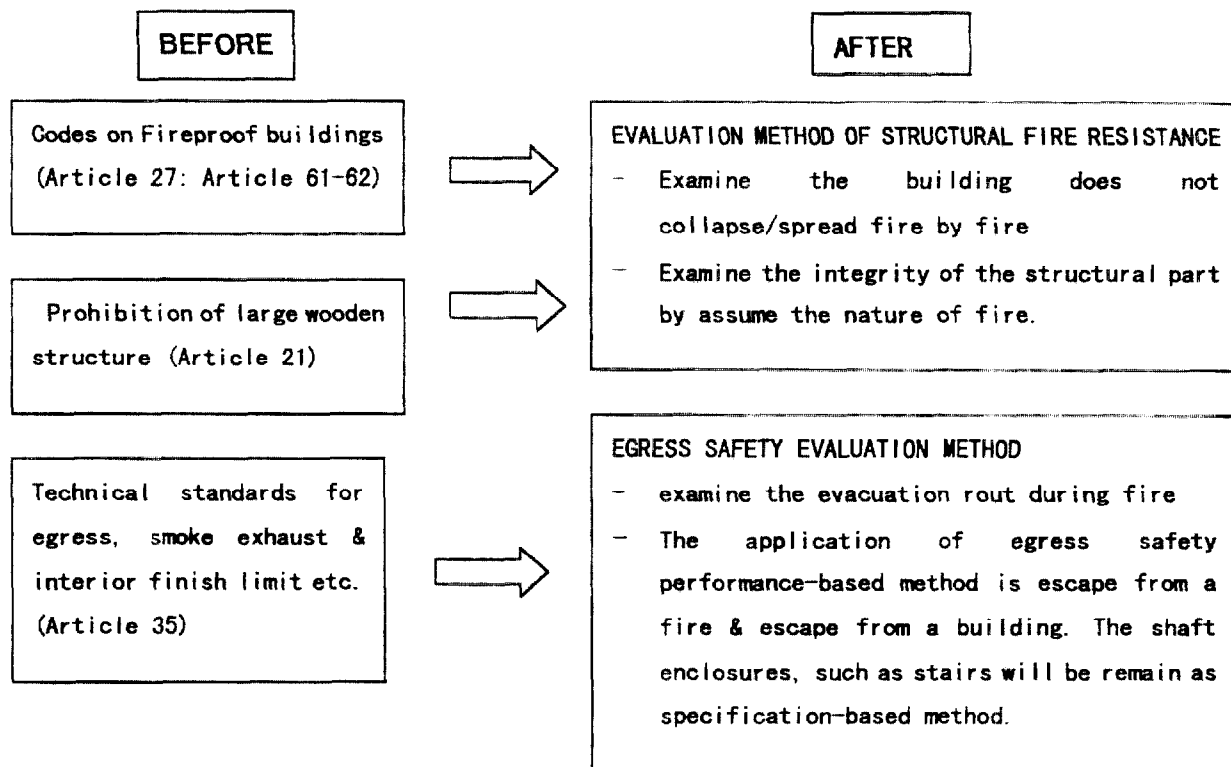 BEFORE
AFTER
Codes on Fireproof buildings
(Article 27: Article 61-62)
Prohibition of large wooden
structure (Article 21)
Technical standards for
egress, smoke exhaust &
interior finish limit etc.
(Article 35)
EVALUATION METHOD OF STRUCTURAL FIRE RESISTANCE
- Examine the building does not
collapse/spread fire by fire
- Examine the integrity of the structural part
by assume the nature of fire.
EGRESS SAFETY EVALUATION METHOD
- examine the evacuation rout during fire
- The application of egress safety
performance-based method is escape from a
fire & escape from a building. The shaft
enclosures, such as stairs will be remain as
specification-based method.